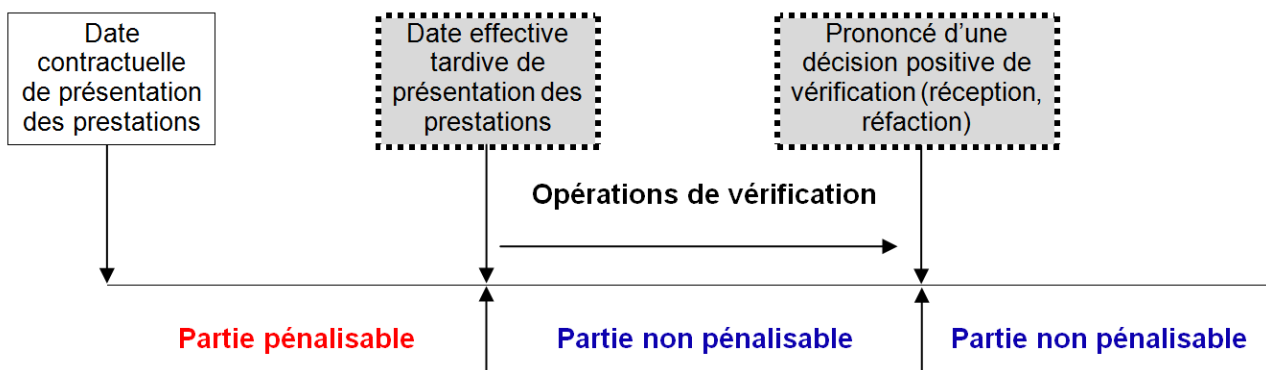 Date
contractuelle
de présentation
des prestations
Date effective
tardive de
présentation des
prestations
Prononcé d’une
décision positive de
vérification (réception,
réfaction)
Opérations de vérification
Partie pénalisable
Partie non pénalisable
Partie non pénalisable